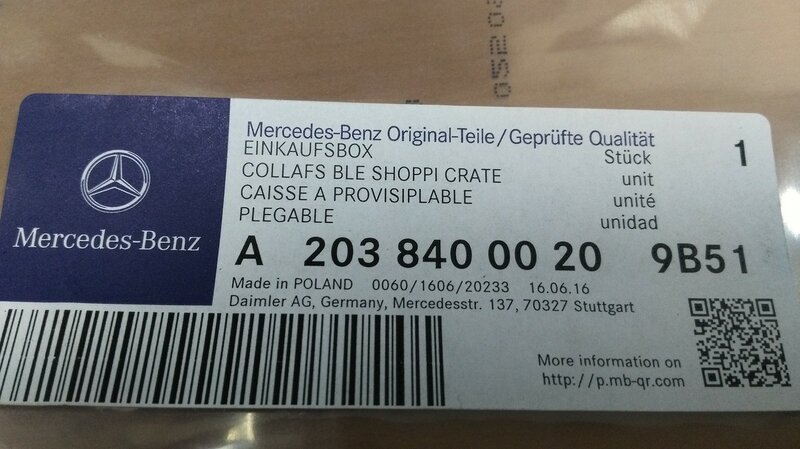 Mercedes-Benz Original-Teile/Geprüfte Qualität
EINKAUFSBOX Stück 1
COLLAFS BLE SHOPPI CRATE unit
CAISSE A PROVISIPLABLE unité
PLEGABLE unidad
Mercedes-Benz
A 203 840 00 20 9B51
Made in POLAND 0060/1606/20233 16.06.16
Daimler AG, Germany, Mercedesstr. 137, 70327 Stuttgart
More information on
http://p.mb-qr.com